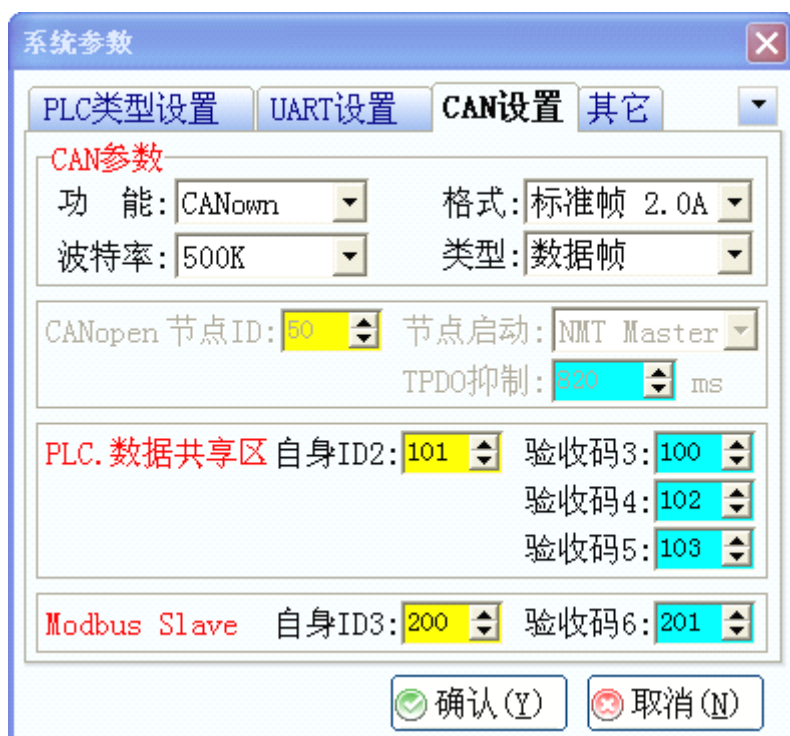 系统参数
PLC类型设置 UART设置 CAN设置 其它
CAN参数
功 能: CANown 格式: 标准帧 2.0A
波特率: 500K 类型: 数据帧
CANopen 节点ID: 50 节点启动: NMT Master
TPDO抑制: 820 ms
PLC.数据共享区 自身ID2: 101 验收码3: 100
验收码4: 102
验收码5: 103
Modbus Slave 自身ID3: 200 验收码6: 201
确认(Y) 取消(N)